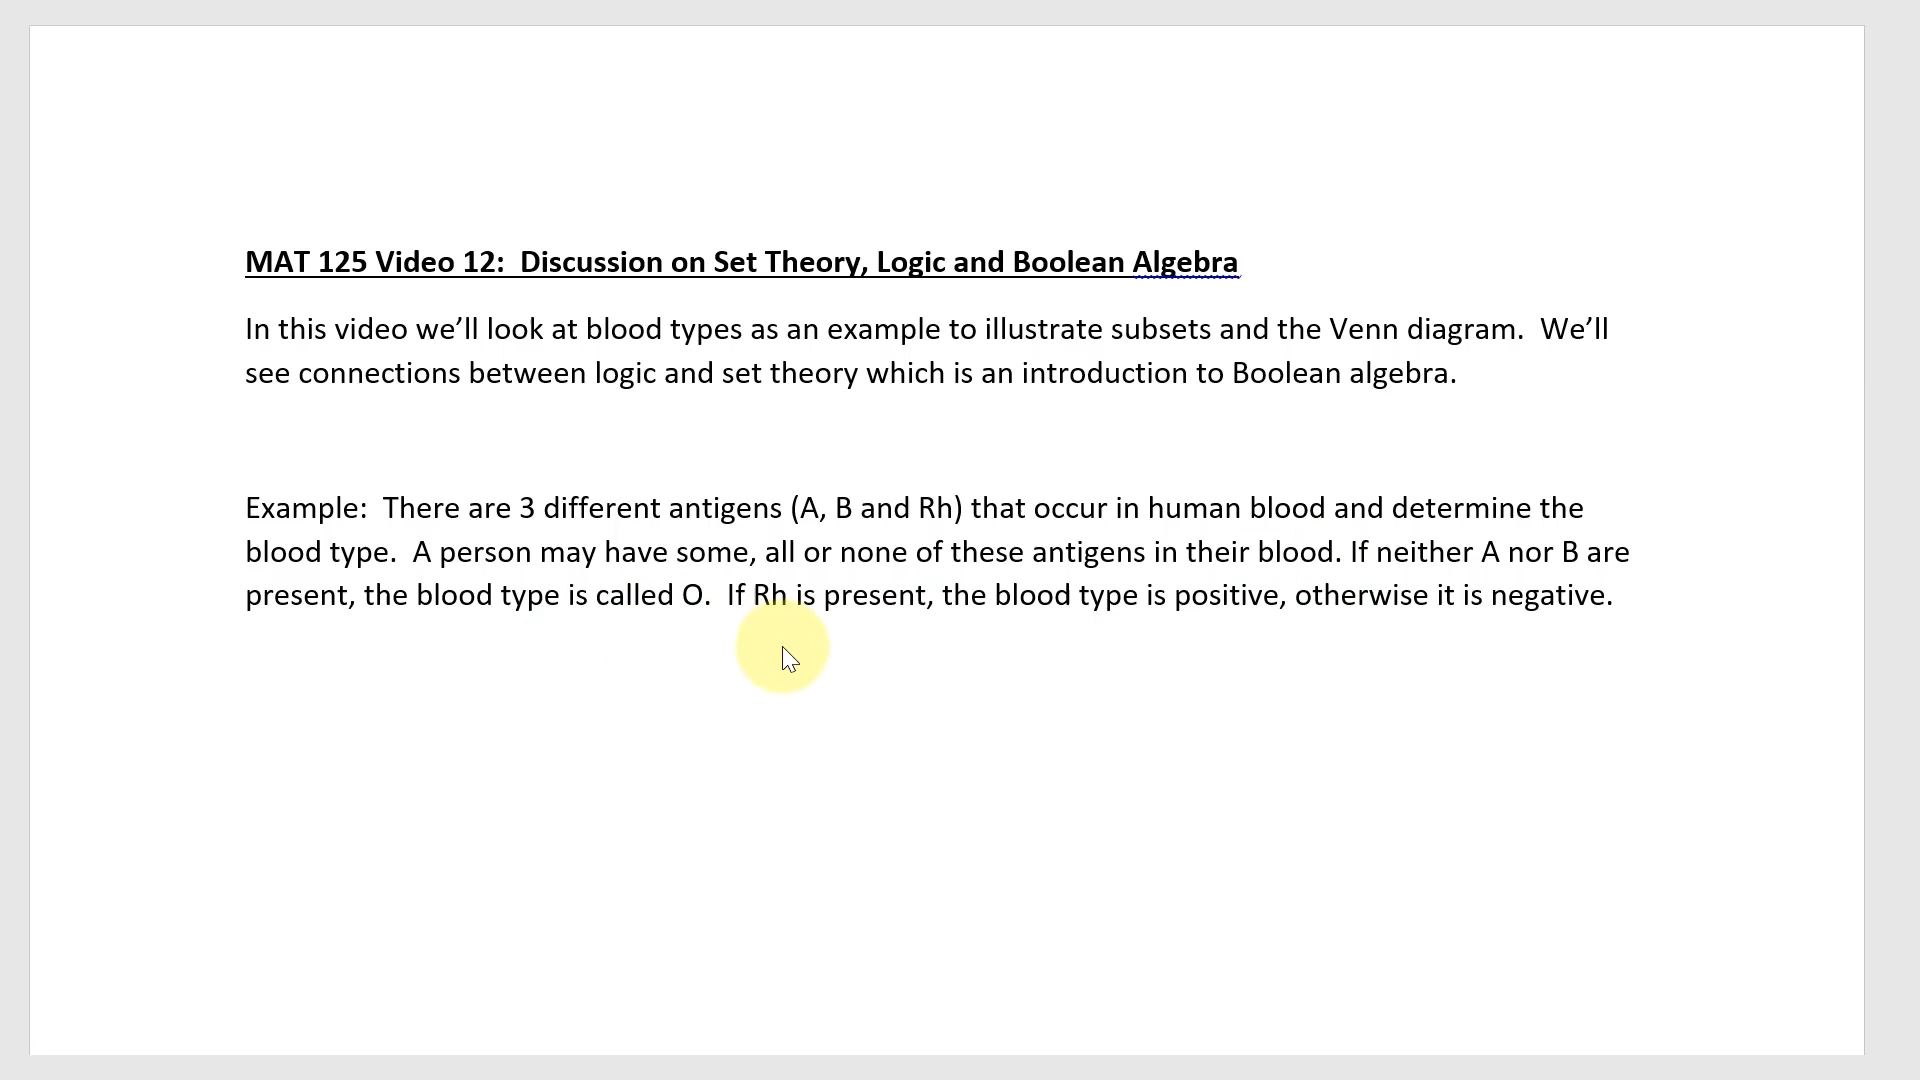 MAT 125 Video 12:  Discussion on Set Theory, Logic and Boolean Algebra
In this video we’ll look at blood types as an example to illustrate subsets and the Venn diagram.  We’ll
see connections between logic and set theory which is an introduction to Boolean algebra.
Example:  There are 3 different antigens (A, B and Rh) that occur in human blood and determine the
blood type.  A person may have some, all or none of these antigens in their blood. If neither A nor B are
present, the blood type is called O.  If Rh is present, the blood type is positive, otherwise it is negative.